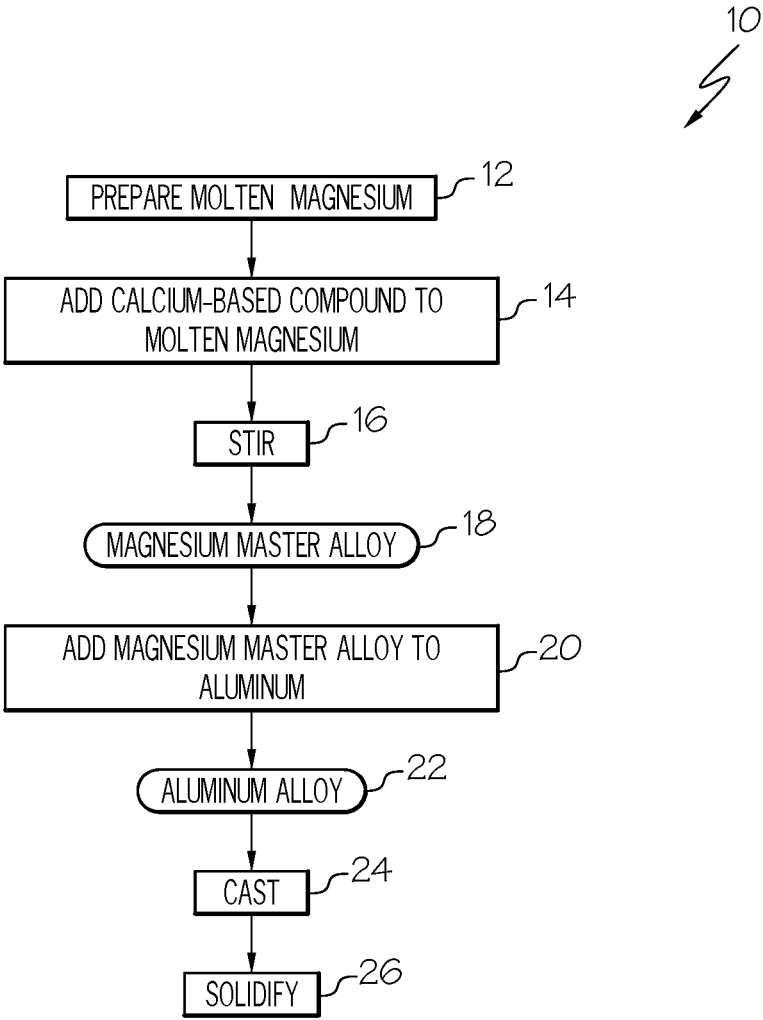 10
PREPARE MOLTEN MAGNESIUM
12
ADD CALCIUM-BASED COMPOUND TO
MOLTEN MAGNESIUM
14
STIR
16
MAGNESIUM MASTER ALLOY
18
ADD MAGNESIUM MASTER ALLOY TO
ALUMINUM
20
ALUMINUM ALLOY
22
CAST
24
SOLIDIFY
26